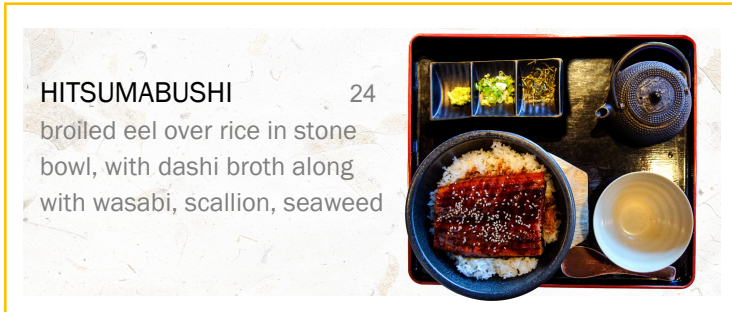 HITSUMABUSHI 24
broiled eel over rice in stone
bowl, with dashi broth along
with wasabi, scallion, seaweed